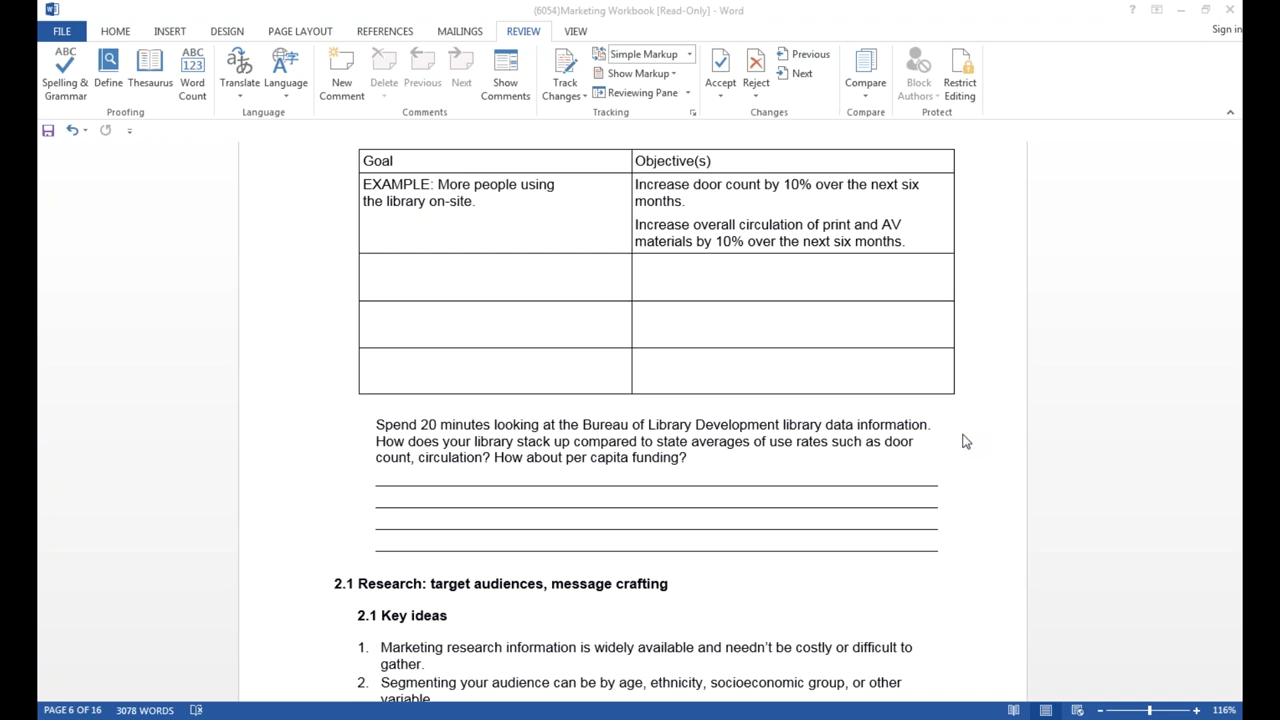 (6054)Marketing Workbook [Read-Only] - Word
?
FILE HOME INSERT DESIGN PAGE LAYOUT REFERENCES MAILINGS REVIEW VIEW Sign in
Spelling & Grammar
Define
Thesaurus
Word Count
Proofing
Translate
Language
Language
New Comment
Delete
Previous
Next
Show Comments
Comments
Track Changes
Simple Markup
Show Markup
Reviewing Pane
Tracking
Accept
Reject
Previous
Next
Changes
Compare
Compare
Block Authors
Restrict Editing
Protect
Goal
Objective(s)
EXAMPLE: More people using
the library on-site.
Increase door count by 10% over the next six
months.
Increase overall circulation of print and AV
materials by 10% over the next six months.
Spend 20 minutes looking at the Bureau of Library Development library data information.
How does your library stack up compared to state averages of use rates such as door
count, circulation? How about per capita funding?
2.1 Research: target audiences, message crafting
2.1 Key ideas
1. Marketing research information is widely available and needn’t be costly or difficult to
gather.
2. Segmenting your audience can be by age, ethnicity, socioeconomic group, or other
variable
PAGE 6 OF 16 3078 WORDS 116%